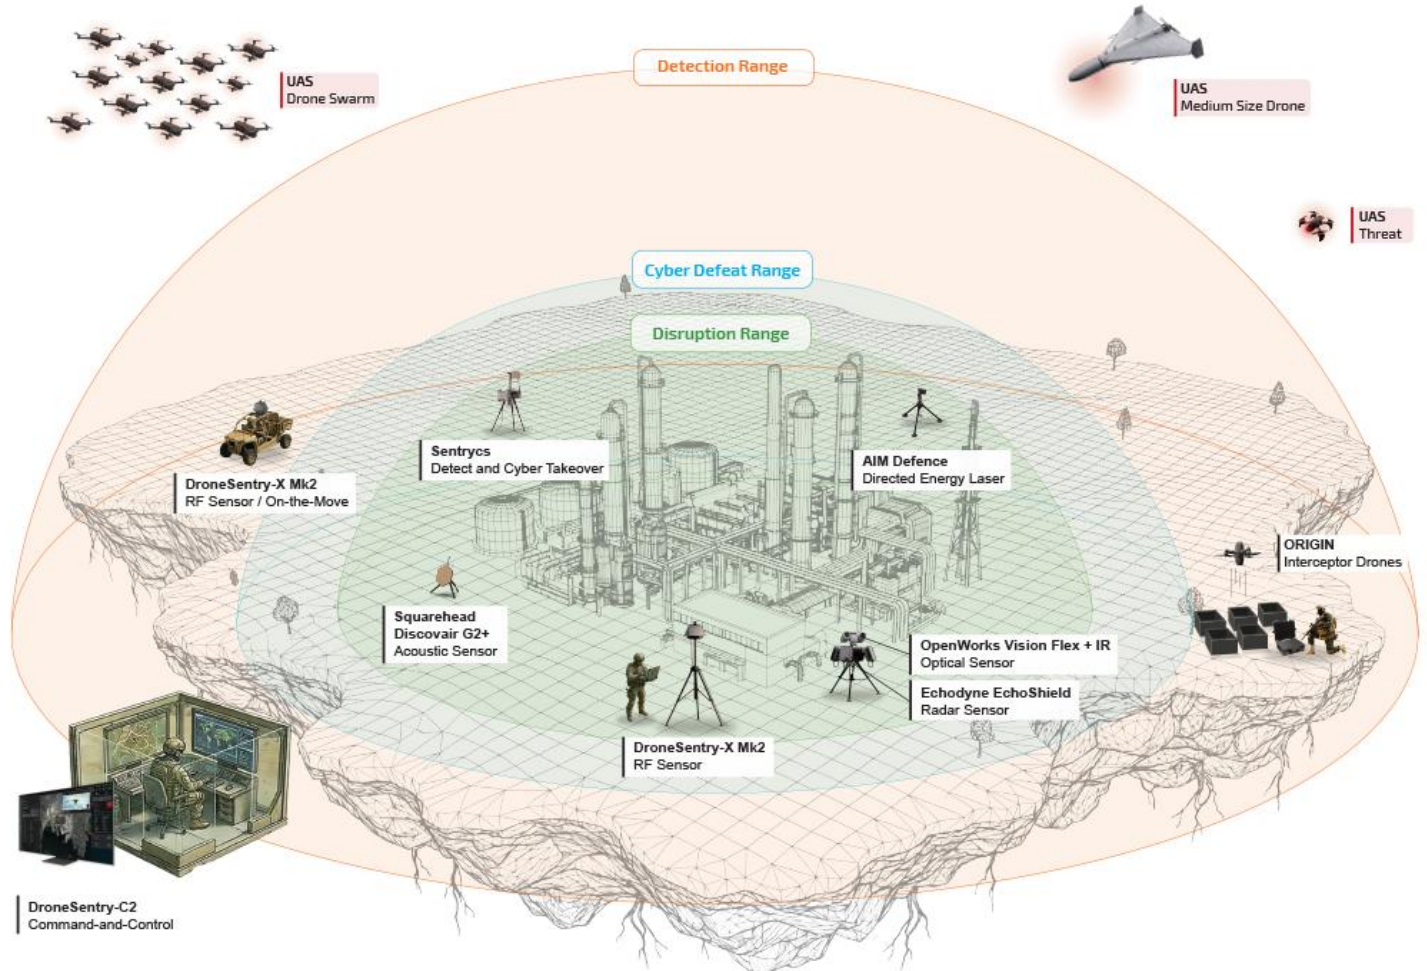 Detection Range
UAS
Drone Swarm
UAS
Medium Size Drone
UAS
Threat
Cyber Defeat Range
Disruption Range
Sentrycs
Detect and Cyber Takeover
AIM Defence
Directed Energy Laser
DroneSentry-X Mk2
RF Sensor / On-the-Move
ORIGIN
Interceptor Drones
Squarehead
Discovair G2+
Acoustic Sensor
OpenWorks Vision Flex + IR
Optical Sensor
Echodyne EchoShield
Radar Sensor
DroneSentry-X Mk2
RF Sensor
DroneSentry-C2
Command-and-Control